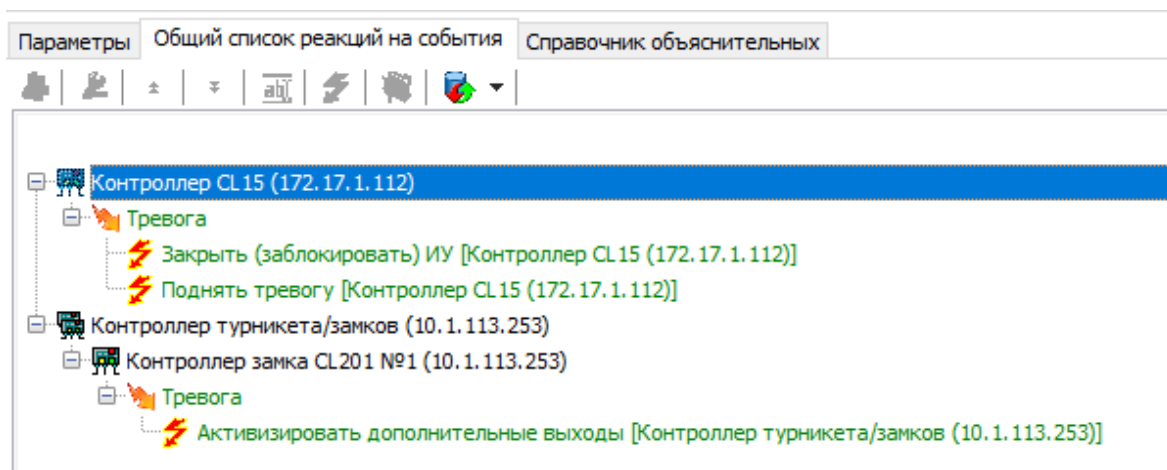 Параметры Общий список реакций на события Справочник объяснительных
ab
Контроллер CL15 (172.17.1.112)
Тревога
Закрыть (заблокировать) ИУ [Контроллер CL15 (172.17.1.112)]
Поднять тревогу [Контроллер CL15 (172.17.1.112)]
Контроллер турникета/замков (10.1.113.253)
Контроллер замка CL201 №1 (10.1.113.253)
Тревога
Активизировать дополнительные выходы [Контроллер турникета/замков (10.1.113.253)]